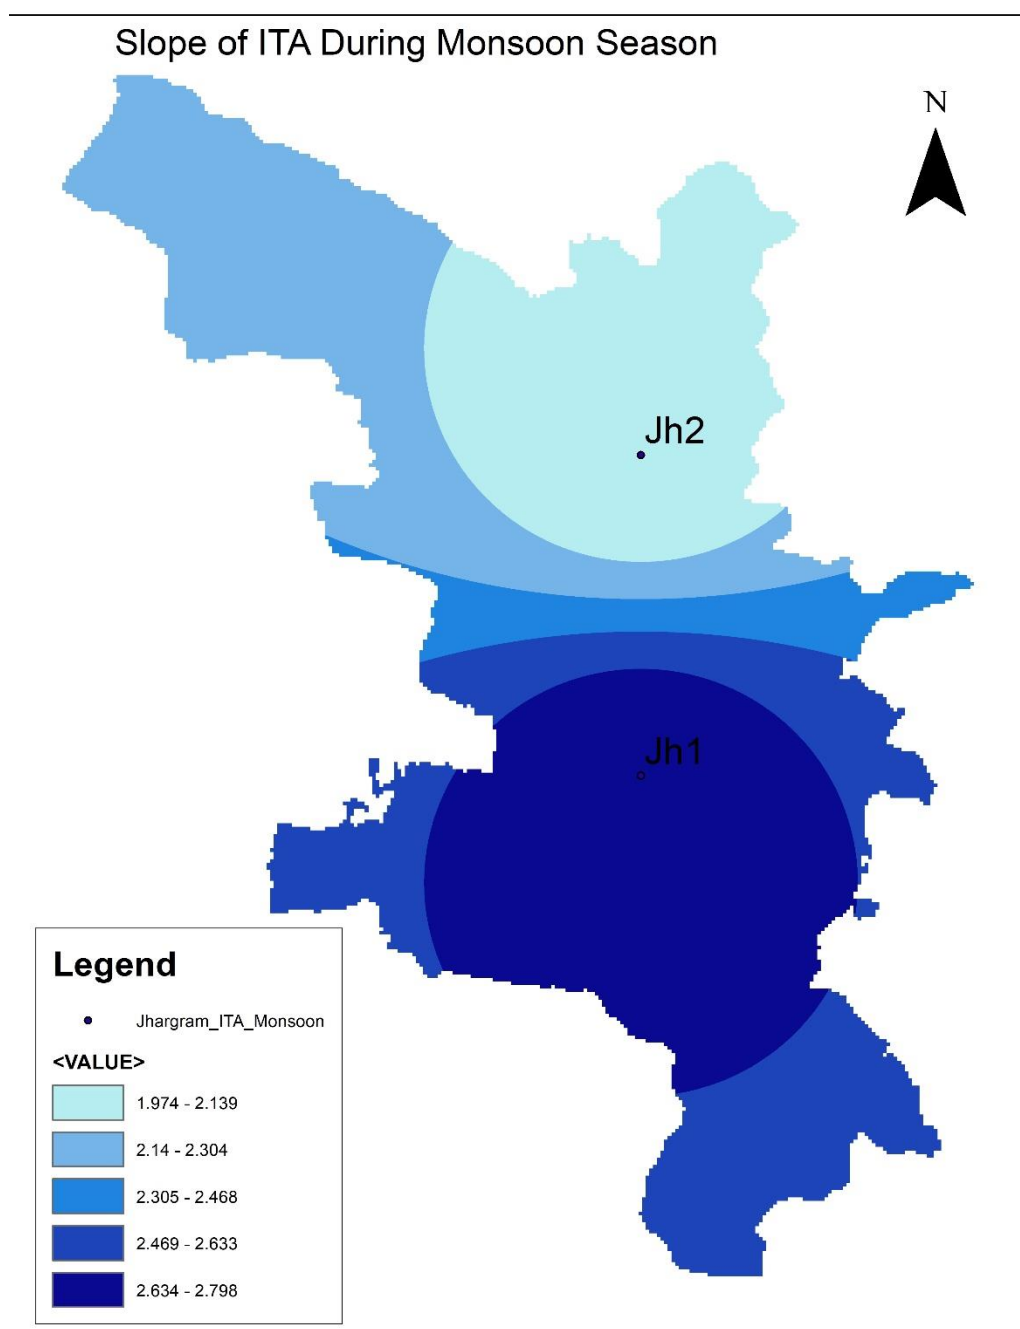 Slope of ITA During Monsoon Season
N
Jh2
Jh1
Legend
Jhargram_ITA_Monsoon
<VALUE>
1.974 - 2.139
2.14 - 2.304
2.305 - 2.468
2.469 - 2.633
2.634 - 2.798